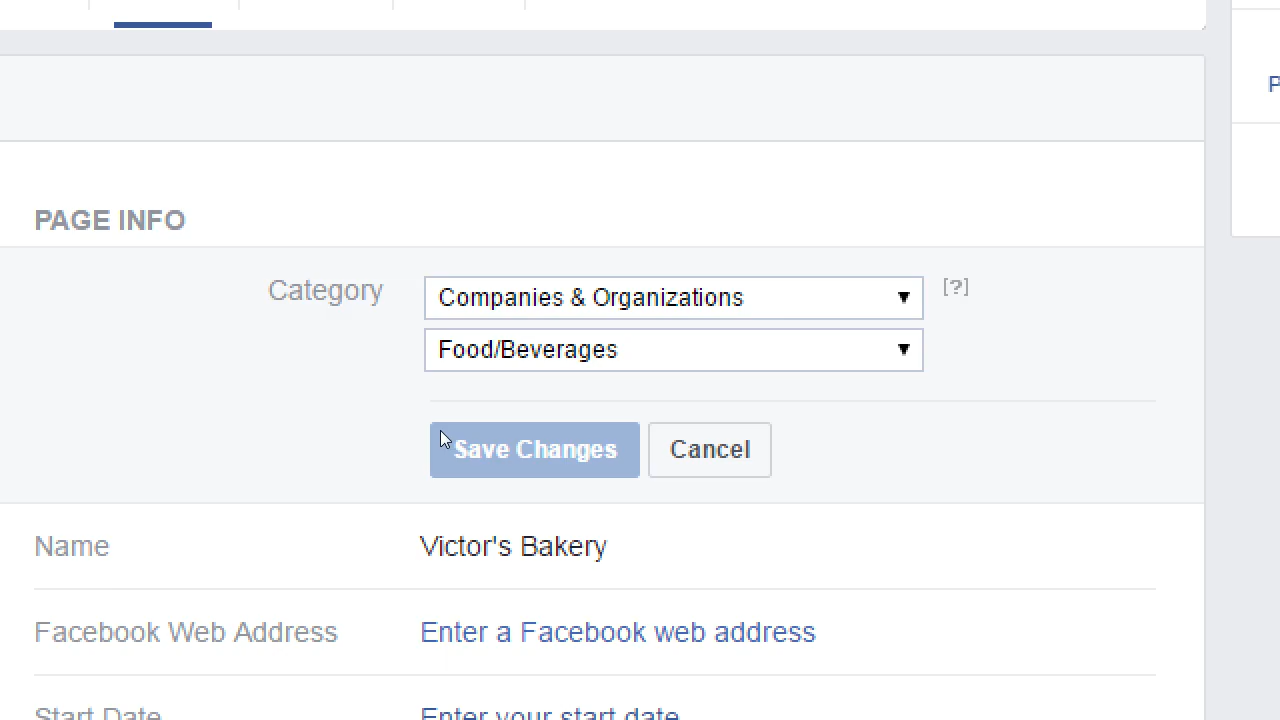 P
PAGE INFO
Category
Companies & Organizations
[?]
Food/Beverages
Save Changes
Cancel
Name
Victor's Bakery
Facebook Web Address
Enter a Facebook web address
Start Date
Enter your start date